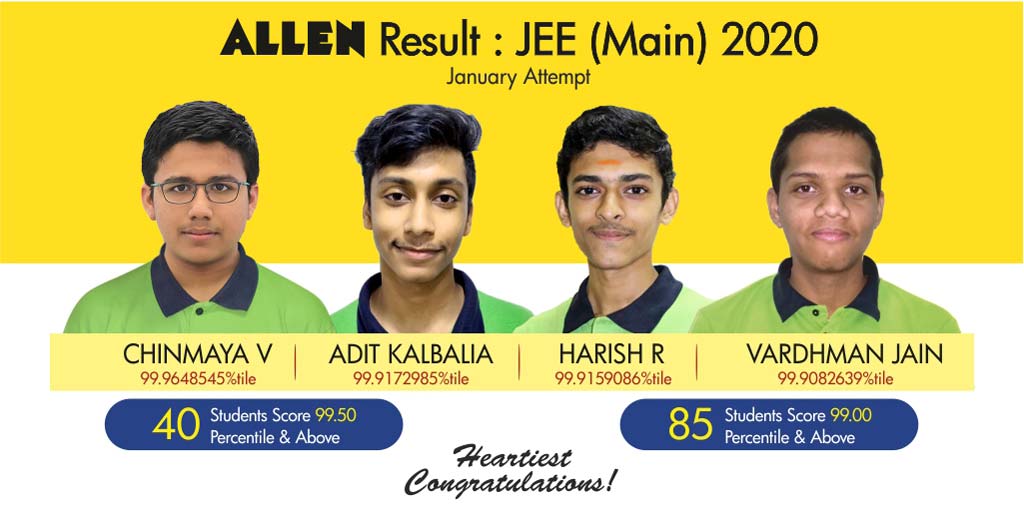 ALLEN Result : JEE (Main) 2020
January Attempt
CHINMAYA V
99.9648545%tile
ADIT KALBALIA
99.9172985%tile
HARISH R
99.9159086%tile
VARDHMAN JAIN
99.9082639%tile
40 Students Score 99.50
Percentile & Above
85 Students Score 99.00
Percentile & Above
Heartiest
Congratulations!